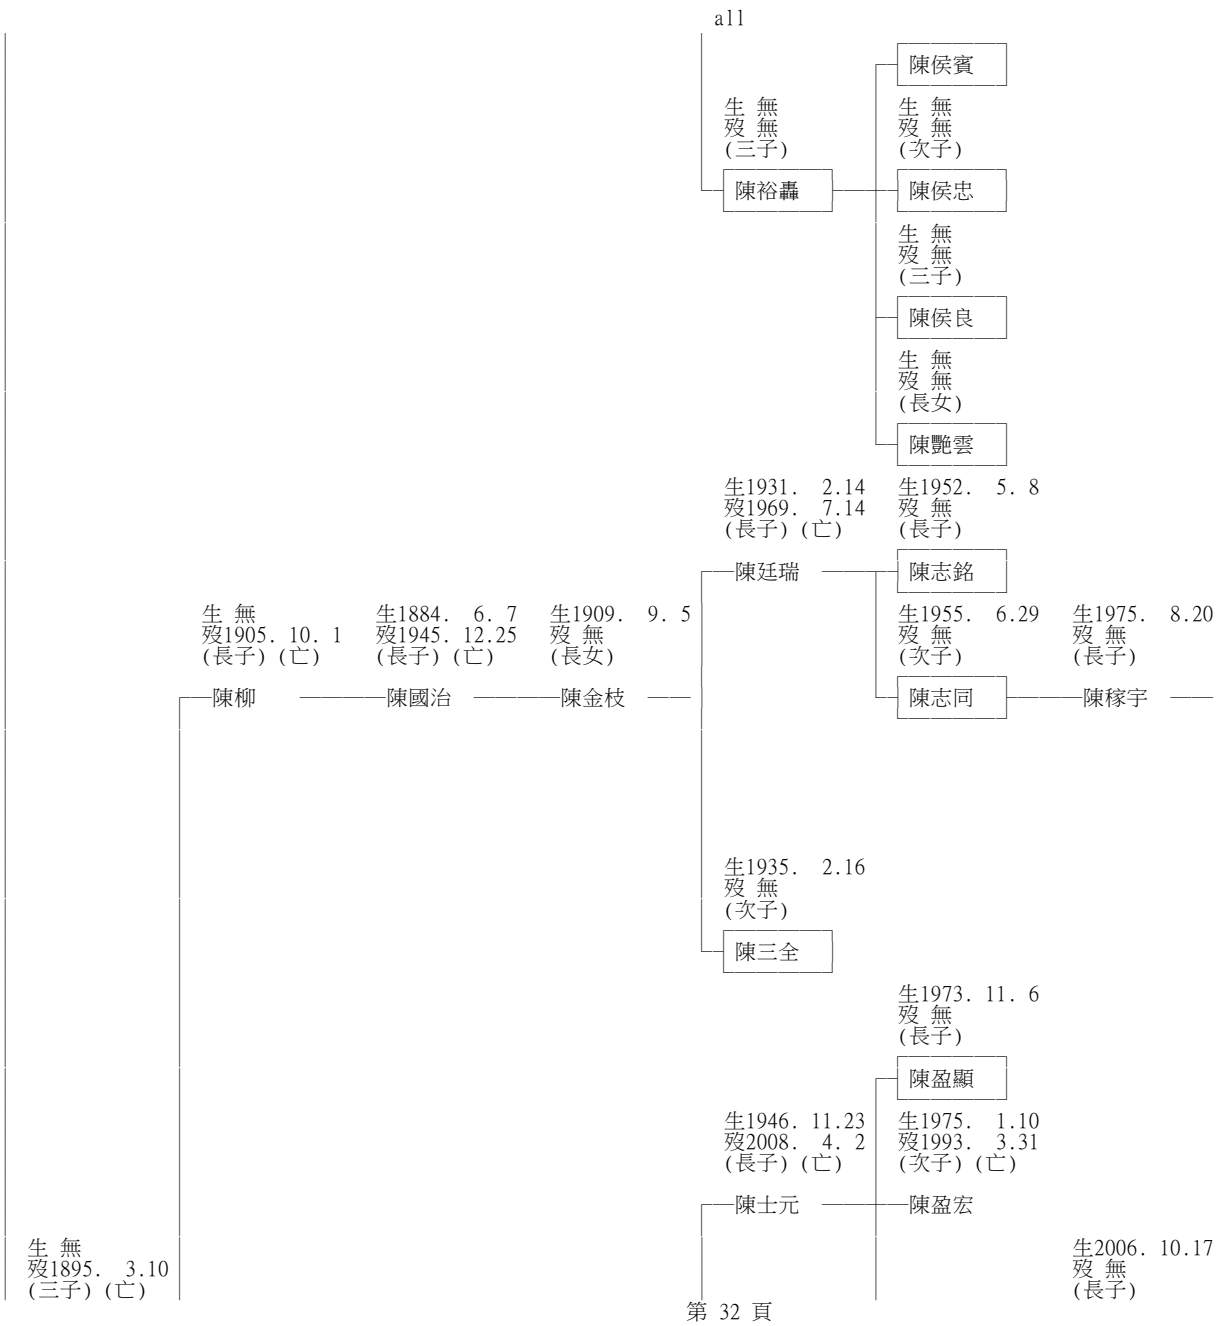 all
陳侯賓
生 無 生 無
歿 無 歿 無
(三子) (次子)
陳裕轟 陳侯忠
生 無
歿 無
(三子)
陳侯良
生 無
歿 無
(長女)
陳艷雲
生1931. 2.14 生1952. 5. 8
歿1969. 7.14 歿 無
(長子)(亡) (長子)
陳廷瑞 陳志銘
生 無 生1884. 6. 7 生1909. 9. 5 生1955. 6.29 生1975. 8.20
歿1905. 10. 1 歿1945. 12.25 歿 無 歿 無 歿 無
(長子)(亡) (長子)(亡) (長女) (次子) (長子)
陳柳 陳國治 陳金枝 陳志同 陳稼宇
生1935. 2.16
歿 無
(次子)
陳三全
生1973. 11. 6
歿 無
(長子)
陳盈顯
生1946. 11.23 生1975. 1.10
歿2008. 4. 2 歿1993. 3.31
(長子)(亡) (次子)(亡)
陳士元 陳盈宏
生 無 生2006. 10.17
歿1895. 3.10 歿 無
(三子)(亡) (長子)
第 32 頁